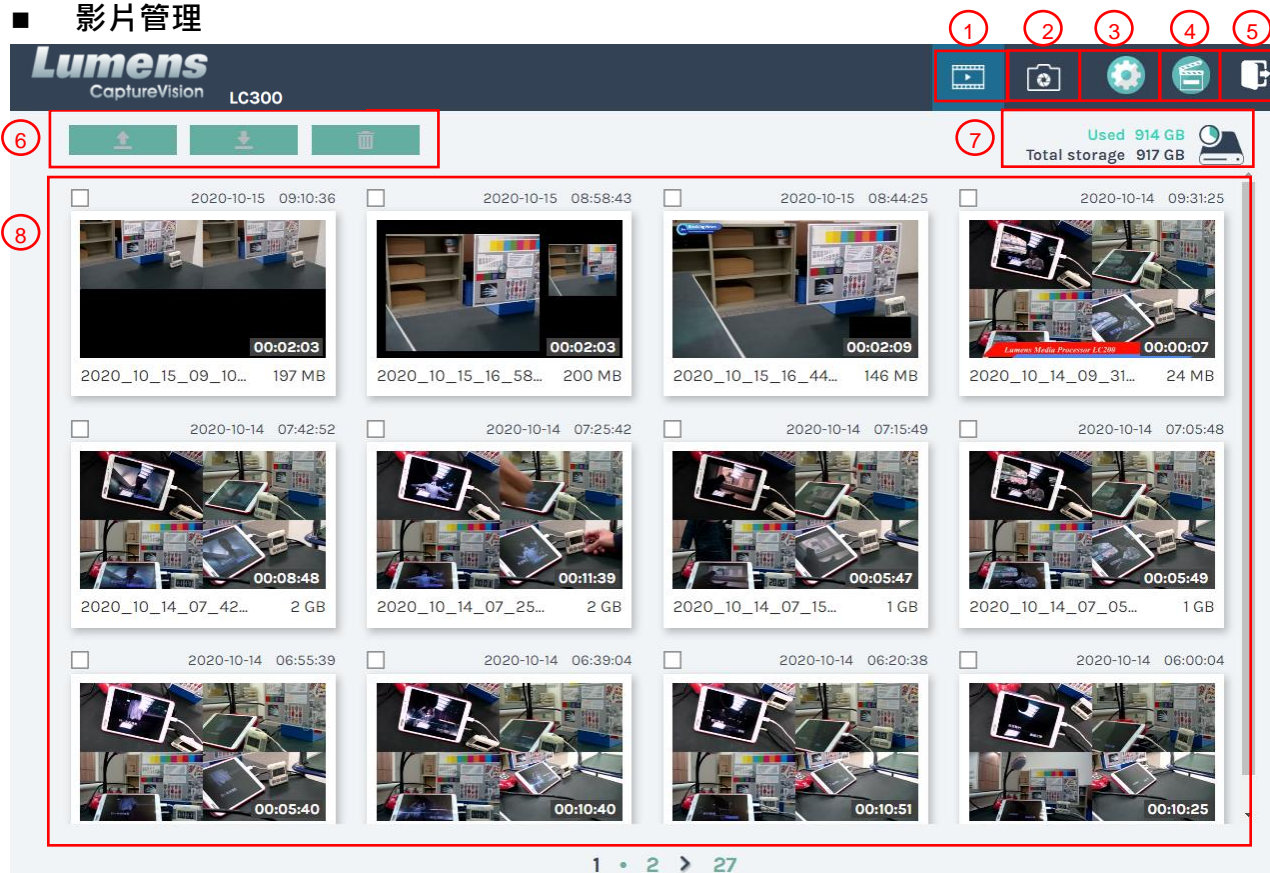 ■ 影片管理
1 2 3 4 5
Lumens
CaptureVision LC300
6
7
Used 914 GB
Total storage 917 GB
8
2020-10-15 09:10:36
2020-10-15 08:58:43
2020-10-15 08:44:25
2020-10-14 09:31:25
Breaking News
Lumens Media Processor LC200
00:02:03
00:02:03
00:02:09
00:00:07
2020_10_15_09_10... 197 MB
2020_10_15_16_58... 200 MB
2020_10_15_16_44... 146 MB
2020_10_14_09_31... 24 MB
2020-10-14 07:42:52
2020-10-14 07:25:42
2020-10-14 07:15:49
2020-10-14 07:05:48
00:08:48
00:11:39
00:05:47
00:05:49
2020_10_14_07_42... 2 GB
2020_10_14_07_25... 2 GB
2020_10_14_07_15... 1 GB
2020_10_14_07_05... 1 GB
2020-10-14 06:55:39
2020-10-14 06:39:04
2020-10-14 06:20:38
2020-10-14 06:00:04
00:05:40
00:10:40
00:10:51
00:10:25
1 • 2 > 27